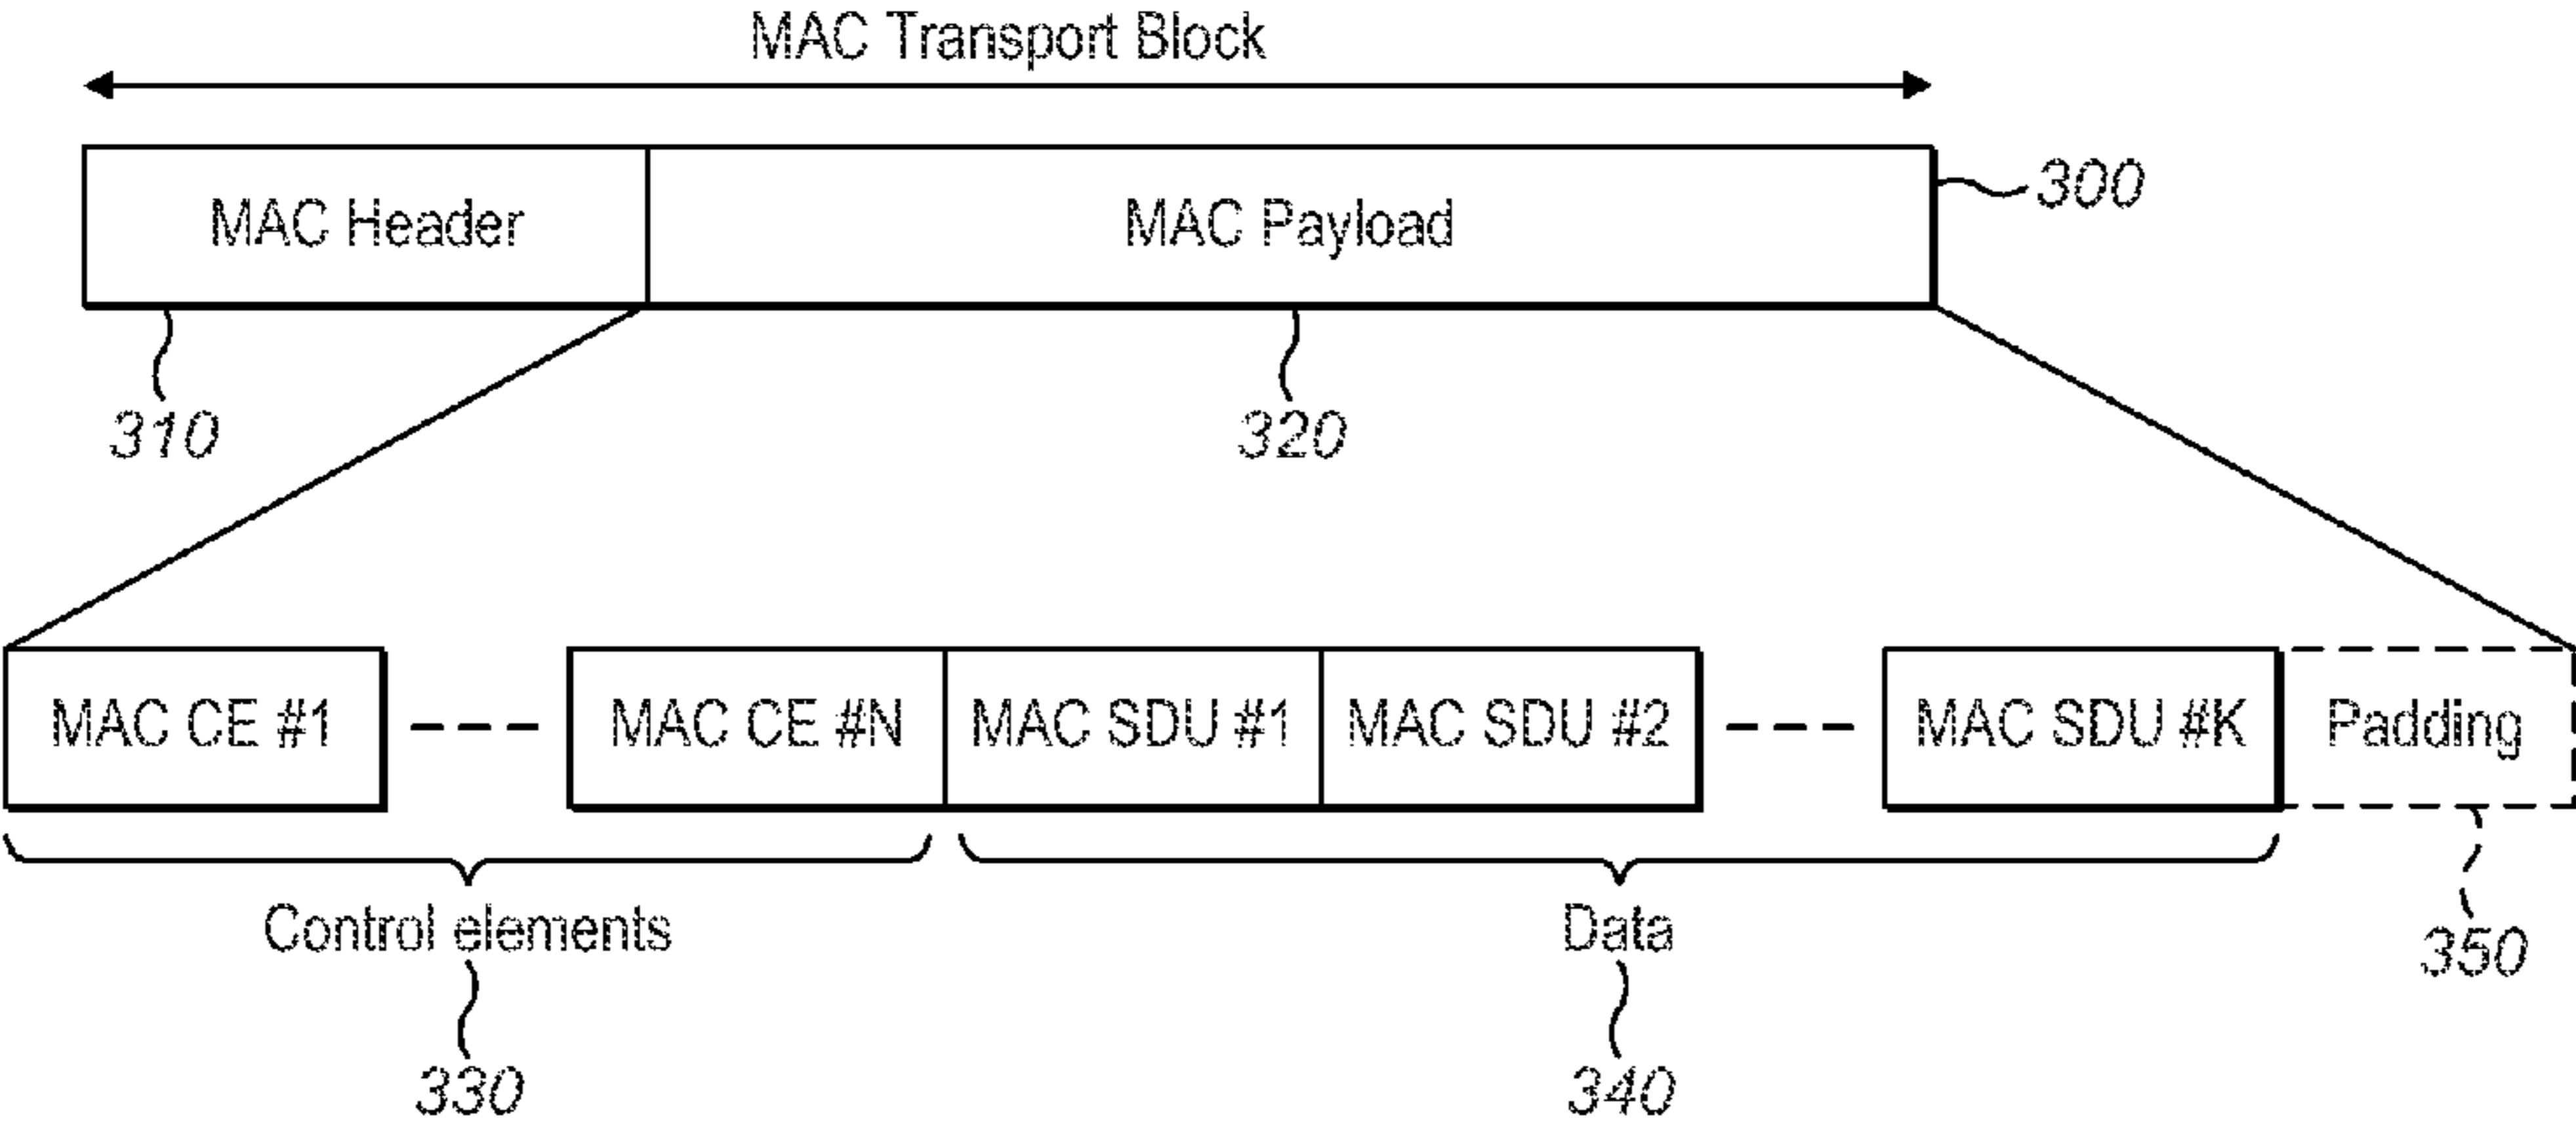 MAC Transport Block
MAC Header
MAC Payload
300
310
320
MAC CE #1
MAC CE #N
MAC SDU #1
MAC SDU #2
MAC SDU #K
Padding
Control elements
Data
350
330
340